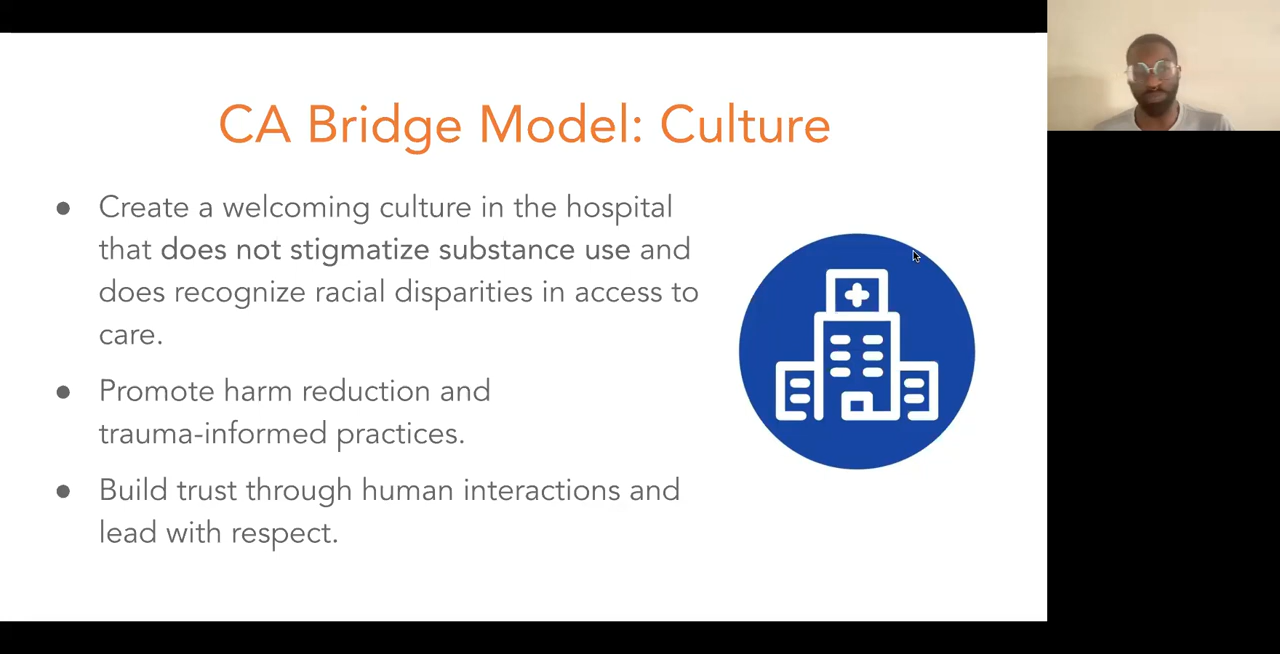 CA Bridge Model: Culture
● Create a welcoming culture in the hospital
that does not stigmatize substance use and
does recognize racial disparities in access to
care.
● Promote harm reduction and
trauma-informed practices.
● Build trust through human interactions and
lead with respect.